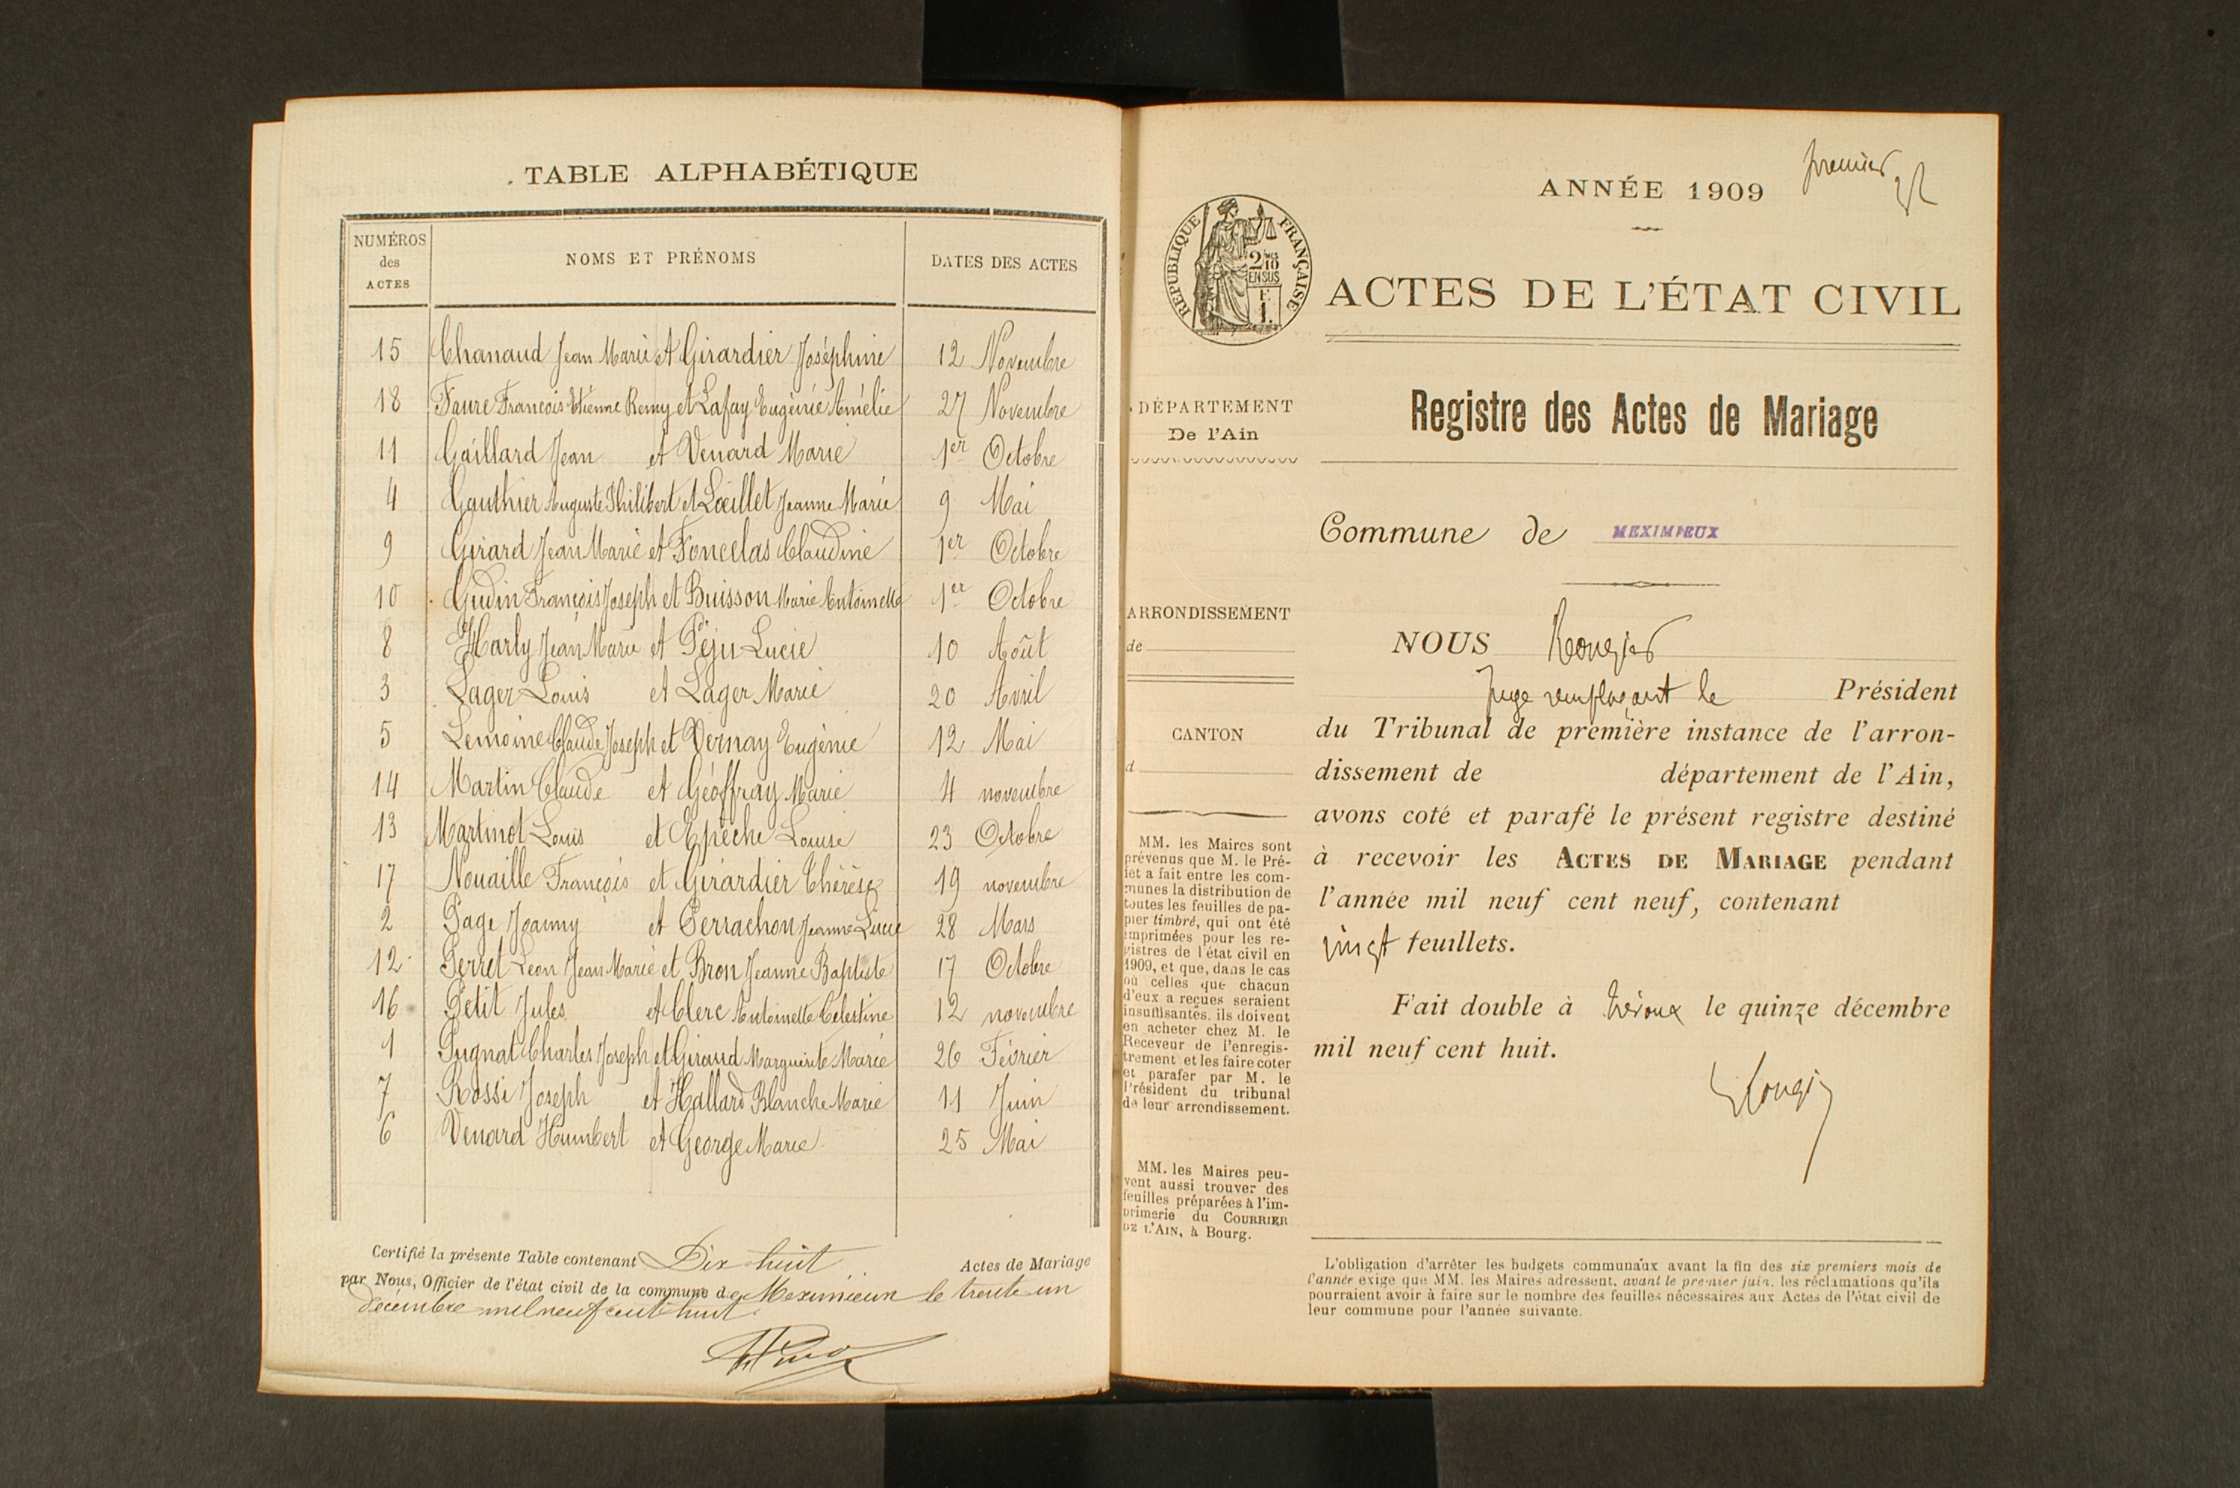 TABLE ALPHABÉTIQUE
NUMÉROS des ACTES
NOMS ET PRÉNOMS
DATES DES ACTES
15 Chanaud Jean Marie et Girardier Joséphine 12 Novembre
18 Faure François Etienne Remy et Lafay Eugénie Amélie 27 Novembre
11 Gaillard Jean et Venard Marie 1er Octobre
4 Gauthier Auguste Philibert et Lœillet Jeanne Marie 9 Mai
9 Girard Jean Marie et Foncelas Claudine 1er Octobre
10 Gudin François Joseph et Buisson Marie Antoinette 1er Octobre
8 Harly Jean Marie et Péju Lucie 10 Août
3 Lager Louis et Lager Marie 20 Avril
5 Lemoine Claude Joseph et Vernay Eugénie 12 Mai
14 Martin Claude et Géoffray Marie 4 novembre
13 Martinot Louis et Epèche Louise 23 Octobre
17 Nouaille François et Girardier Thérèse 19 novembre
2 Page Joanny et Perrachon Jeanne Lucie 28 Mars
12 Perret Léon Jean Marie et Bron Jeanne Baptiste 17 Octobre
16 Petit Jules et Clerc Antoinette Célestine 12 novembre
1 Pugnat Charles Joseph et Giraud Marguerite Marie 26 Février
7 Rossi Joseph et Hallard Blanche Marie 11 Juin
6 Venard Humbert et George Marie 25 Mai
Certifié la présente Table contenant Dix huit Actes de Mariage
par Nous, Officier de l'état civil de la commune de Meximieux le trente un
décembre mil neuf cent huit
premier
ANNÉE 1909
RÉPUBLIQUE FRANÇAISE
2/10 EN SUS
ACTES DE L'ÉTAT CIVIL
DÉPARTEMENT
De l'Ain
Registre des Actes de Mariage
Commune de MEXIMIEUX
ARRONDISSEMENT
de
CANTON
d
NOUS Rougier
Juge remplaçant le Président
du Tribunal de première instance de l'arron-
dissement de département de l'Ain,
avons coté et parafé le présent registre destiné
à recevoir les ACTES DE MARIAGE pendant
l'année mil neuf cent neuf, contenant
vingt feuillets.
Fait double à Trévoux le quinze décembre
mil neuf cent huit.
Rougier
MM. les Maires sont
prévenus que M. le Pré-
fet a fait entre les com-
munes la distribution de
toutes les feuilles de pa-
pier timbré, qui ont été
imprimées pour les re-
gistres de l'état civil en
1909, et que, dans le cas
où celles que chacun
d'eux a reçues seraient
insuffisantes, ils doivent
en acheter chez M. le
Receveur de l'enregis-
trement et les faire coter
et parafer par M. le
Président du tribunal
de leur arrondissement.
MM. les Maires peu-
vent aussi trouver des
feuilles préparées à l'im-
primerie du COURRIER
DE L'AIN, à Bourg.
L'obligation d'arrêter les budgets communaux avant la fin des six premiers mois de
l'année exige que MM. les Maires adressent, avant le premier juin, les réclamations qu'ils
pourraient avoir à faire sur le nombre des feuilles nécessaires aux Actes de l'état civil de
leur commune pour l'année suivante.